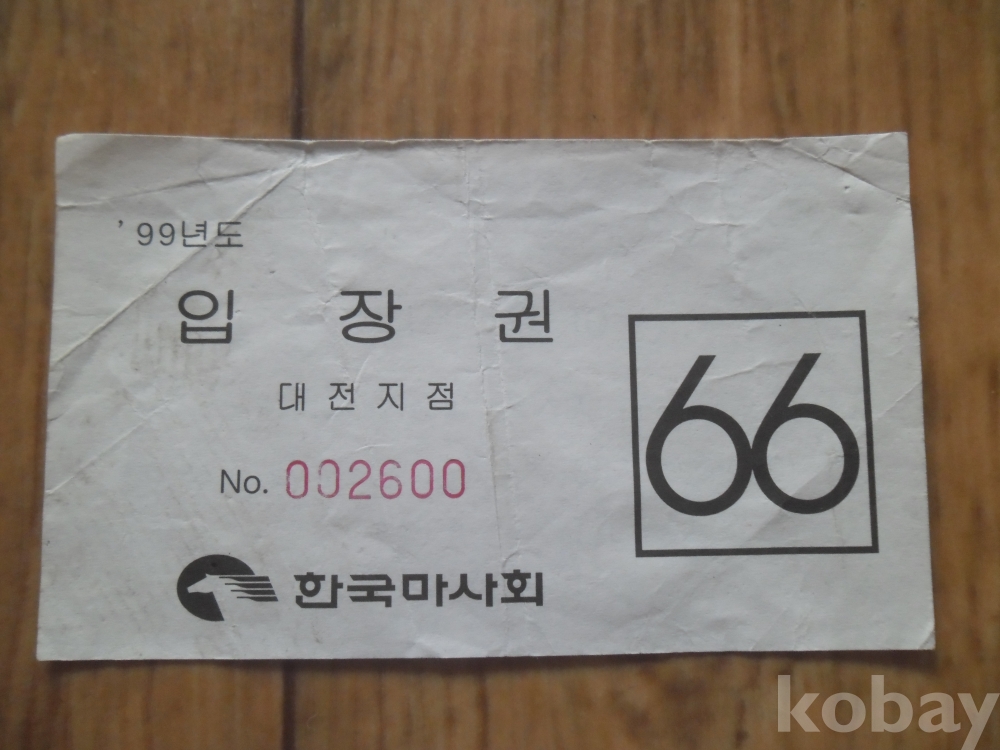 '99년도
입 장 권
대전지점
No. 002600
66
한국마사회
kobay